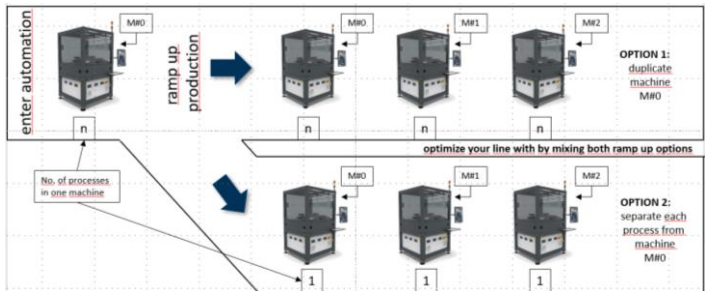 enter automation
M#0
n
ramp up
production
M#0
M#1
M#2
n
n
n
OPTION 1:
duplicate
machine
M#0
optimize your line with by mixing both ramp up options
No. of processes
in one machine
M#0
M#1
M#2
1
1
1
OPTION 2:
separate each
process from
machine
M#0